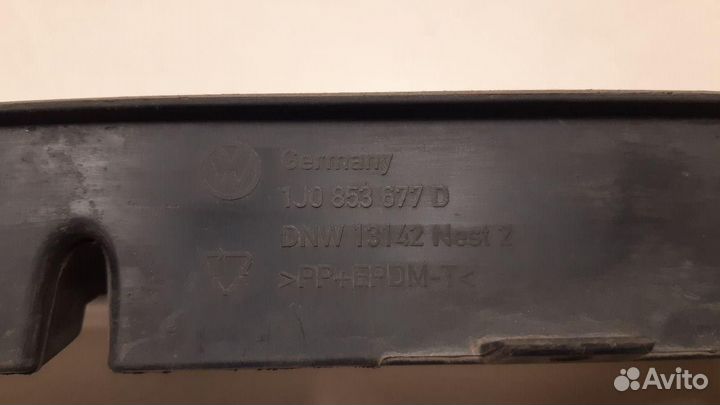 Germany
1J0 853 677 D
DNW 13142 Nest 2
>PP+EPDM-T<
Avito